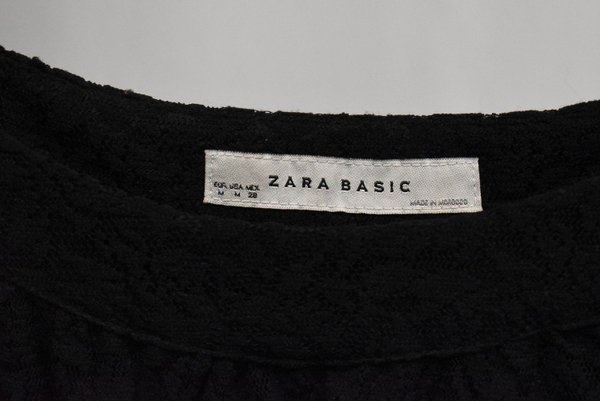 EUR USA MEX
M M 28
ZARA BASIC
MADE IN MOROCCO